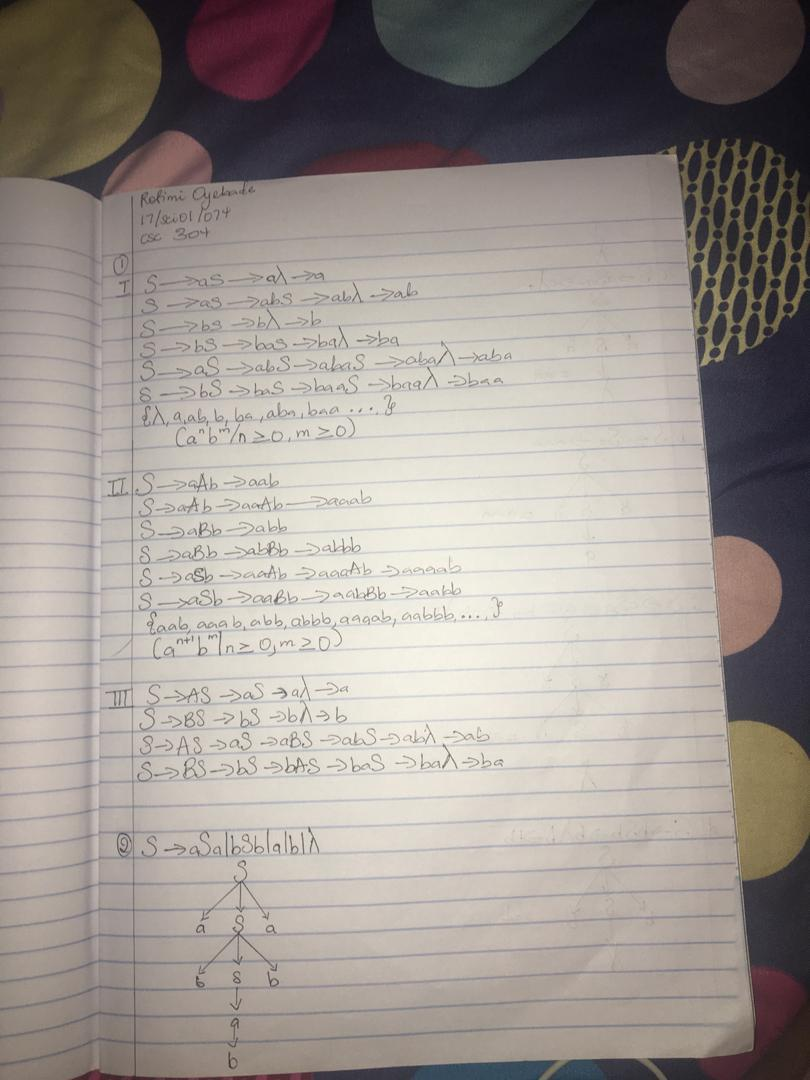 Rotimi Oyebade
17/sci01/074
csc 304
①
I S→aS→aλ→a
S→aS→abS→abλ→ab
S→bS→bλ→b
S→bS→baS→baλ→ba
S→aS→abS→abaS→abaλ→aba
S→bS→baS→baaS→baaλ→baa
{λ, a, ab, b, ba, aba, baa ....}
(aⁿbᵐ/n≥0, m≥0)
II S→aAb→aab
S→aAb→aaAb→aaab
S→aBb→abb
S→aBb→abBb→abbb
S→aSb→aaAb→aaaAb→aaaab
S→aSb→aaBb→aabBb→aabb
{aab, aaab, abb, abbb, aaaab, aabbb, ...,}
(aⁿ⁺¹bᵐ|n≥0, m≥0)
III S→AS→aS→aλ→a
S→BS→bS→bλ→b
S→AS→aS→aBS→abS→abλ→ab
S→BS→bS→bAS→baS→baλ→ba
② S→aSa|bSb|a|b|λ
S
a S a
b s b
a
b